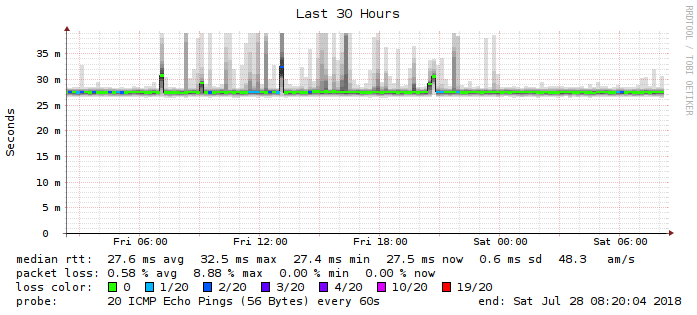 Last 30 Hours
RRDTOOL / TOBI OETIKER
Seconds
35 m
30 m
25 m
20 m
15 m
10 m
5 m
0
Fri 06:00 Fri 12:00 Fri 18:00 Sat 00:00 Sat 06:00
median rtt: 27.6 ms avg 32.5 ms max 27.4 ms min 27.5 ms now 0.6 ms sd 48.3 am/s
packet loss: 0.58 % avg 8.88 % max 0.00 % min 0.00 % now
loss color: 0 1/20 2/20 3/20 4/20 10/20 19/20
probe: 20 ICMP Echo Pings (56 Bytes) every 60s end: Sat Jul 28 08:20:04 2018